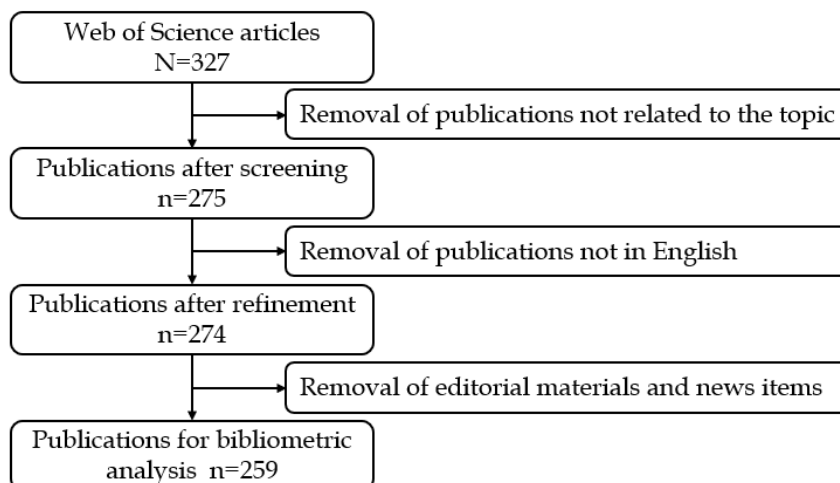 Web of Science articles
N=327
Removal of publications not related to the topic
Publications after screening
n=275
Removal of publications not in English
Publications after refinement
n=274
Removal of editorial materials and news items
Publications for bibliometric
analysis n=259